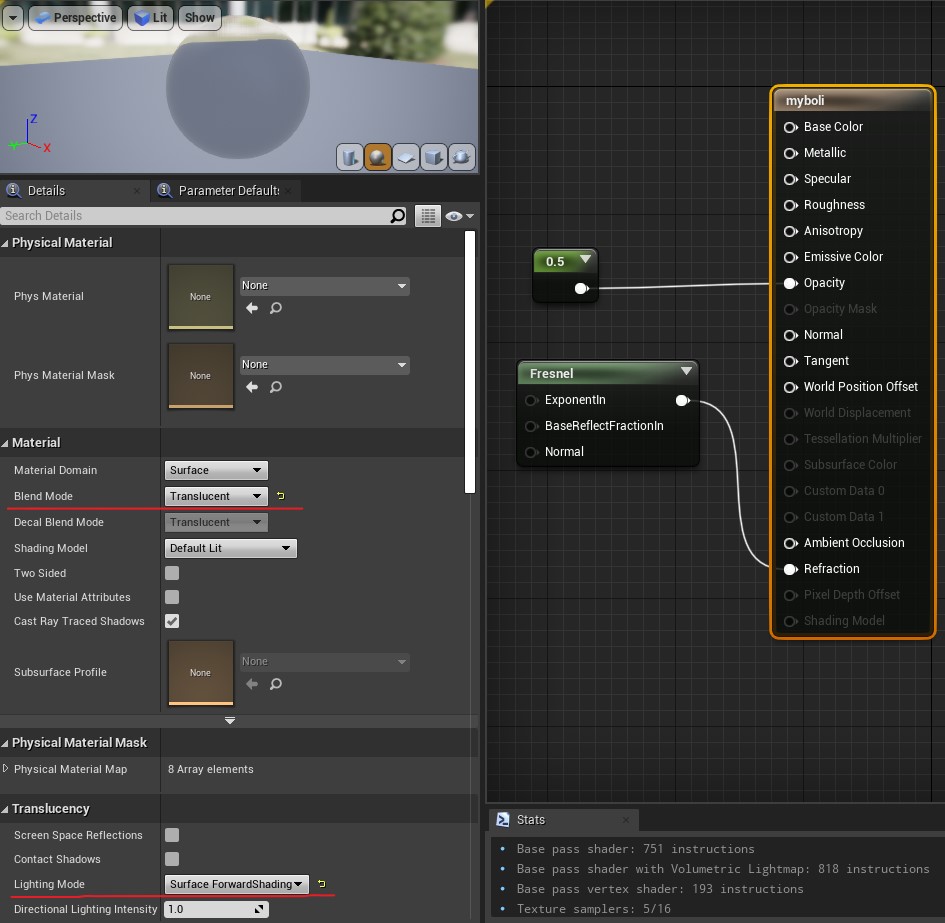 Perspective
Lit
Show
Z
Y
X
Details
Parameter Defaults
Search Details
Physical Material
Phys Material
None
None
Phys Material Mask
None
None
Material
Material Domain
Surface
Blend Mode
Translucent
Decal Blend Mode
Translucent
Shading Model
Default Lit
Two Sided
Use Material Attributes
Cast Ray Traced Shadows
Subsurface Profile
None
None
Physical Material Mask
Physical Material Map
8 Array elements
Translucency
Screen Space Reflections
Contact Shadows
Lighting Mode
Surface ForwardShading
Directional Lighting Intensity
1.0
0.5
Fresnel
ExponentIn
BaseReflectFractionIn
Normal
myboli
Base Color
Metallic
Specular
Roughness
Anisotropy
Emissive Color
Opacity
Opacity Mask
Normal
Tangent
World Position Offset
World Displacement
Tessellation Multiplier
Subsurface Color
Custom Data 0
Custom Data 1
Ambient Occlusion
Refraction
Pixel Depth Offset
Shading Model
Stats
• Base pass shader: 751 instructions
• Base pass shader with Volumetric Lightmap: 818 instructions
• Base pass vertex shader: 193 instructions
• Texture samplers: 5/16